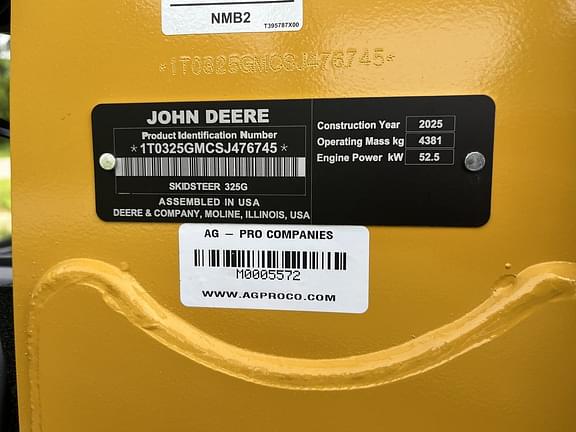 NMB2
T395787X00
*1T0325GMCSJ476745*
JOHN DEERE
Product Identification Number
*1T0325GMCSJ476745*
SKIDSTEER 325G
ASSEMBLED IN USA
DEERE & COMPANY, MOLINE, ILLINOIS, USA
Construction Year 2025
Operating Mass kg 4381
Engine Power kW 52.5
AG – PRO COMPANIES
M0005572
WWW.AGPROCO.COM